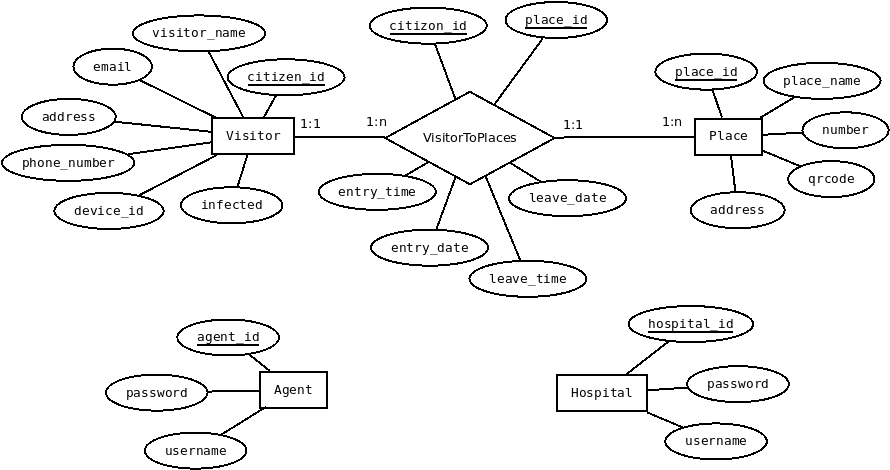 visitor_name
citizon_id
place_id
email
citizen_id
place_id
place_name
address
Visitor
1:1
1:n
VisitorToPlaces
1:1
1:n
Place
number
phone_number
entry_time
leave_date
qrcode
device_id
infected
address
entry_date
leave_time
agent_id
hospital_id
password
Agent
Hospital
password
username
username